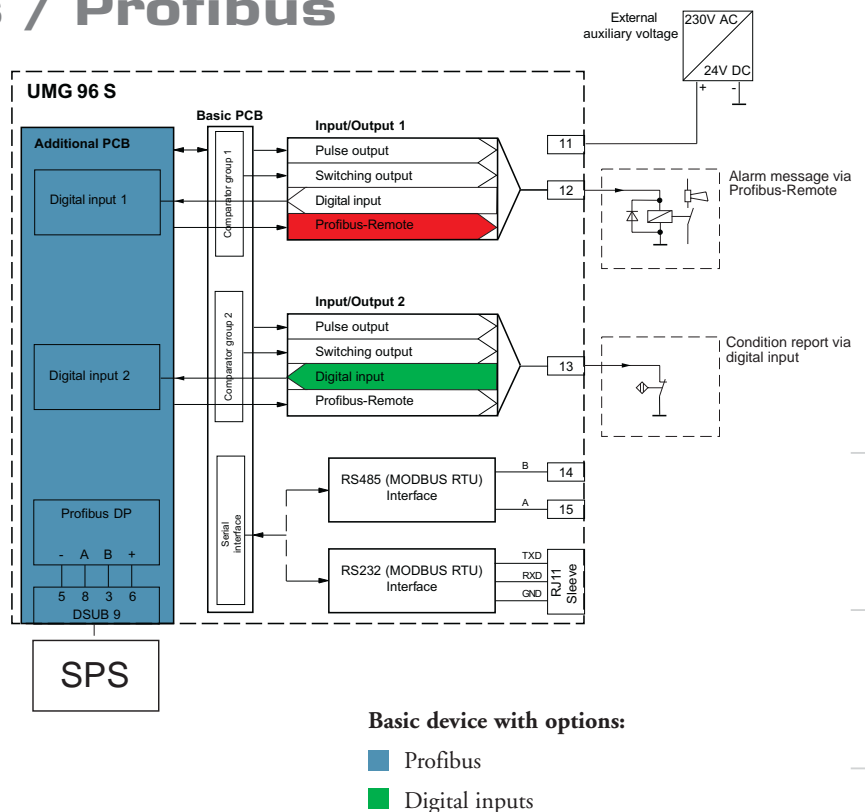 / Profibus
External
auxiliary voltage
230V AC
24V DC
+ -
UMG 96 S
Basic PCB
Additional PCB
Input/Output 1
Comparator group 1
Pulse output
11
Switching output
Digital input 1
Digital input
12
Alarm message via
Profibus-Remote
Profibus-Remote
Input/Output 2
Comparator group 2
Pulse output
Switching output
Digital input 2
Digital input
13
Condition report via
digital input
Profibus-Remote
Serial
interface
RS485 (MODBUS RTU)
Interface
B
14
A
15
Profibus DP
- A B +
5 8 3 6
DSUB 9
RS232 (MODBUS RTU)
Interface
TXD
RXD
GND
RJ11
Sleeve
SPS
Basic device with options:
Profibus
Digital inputs